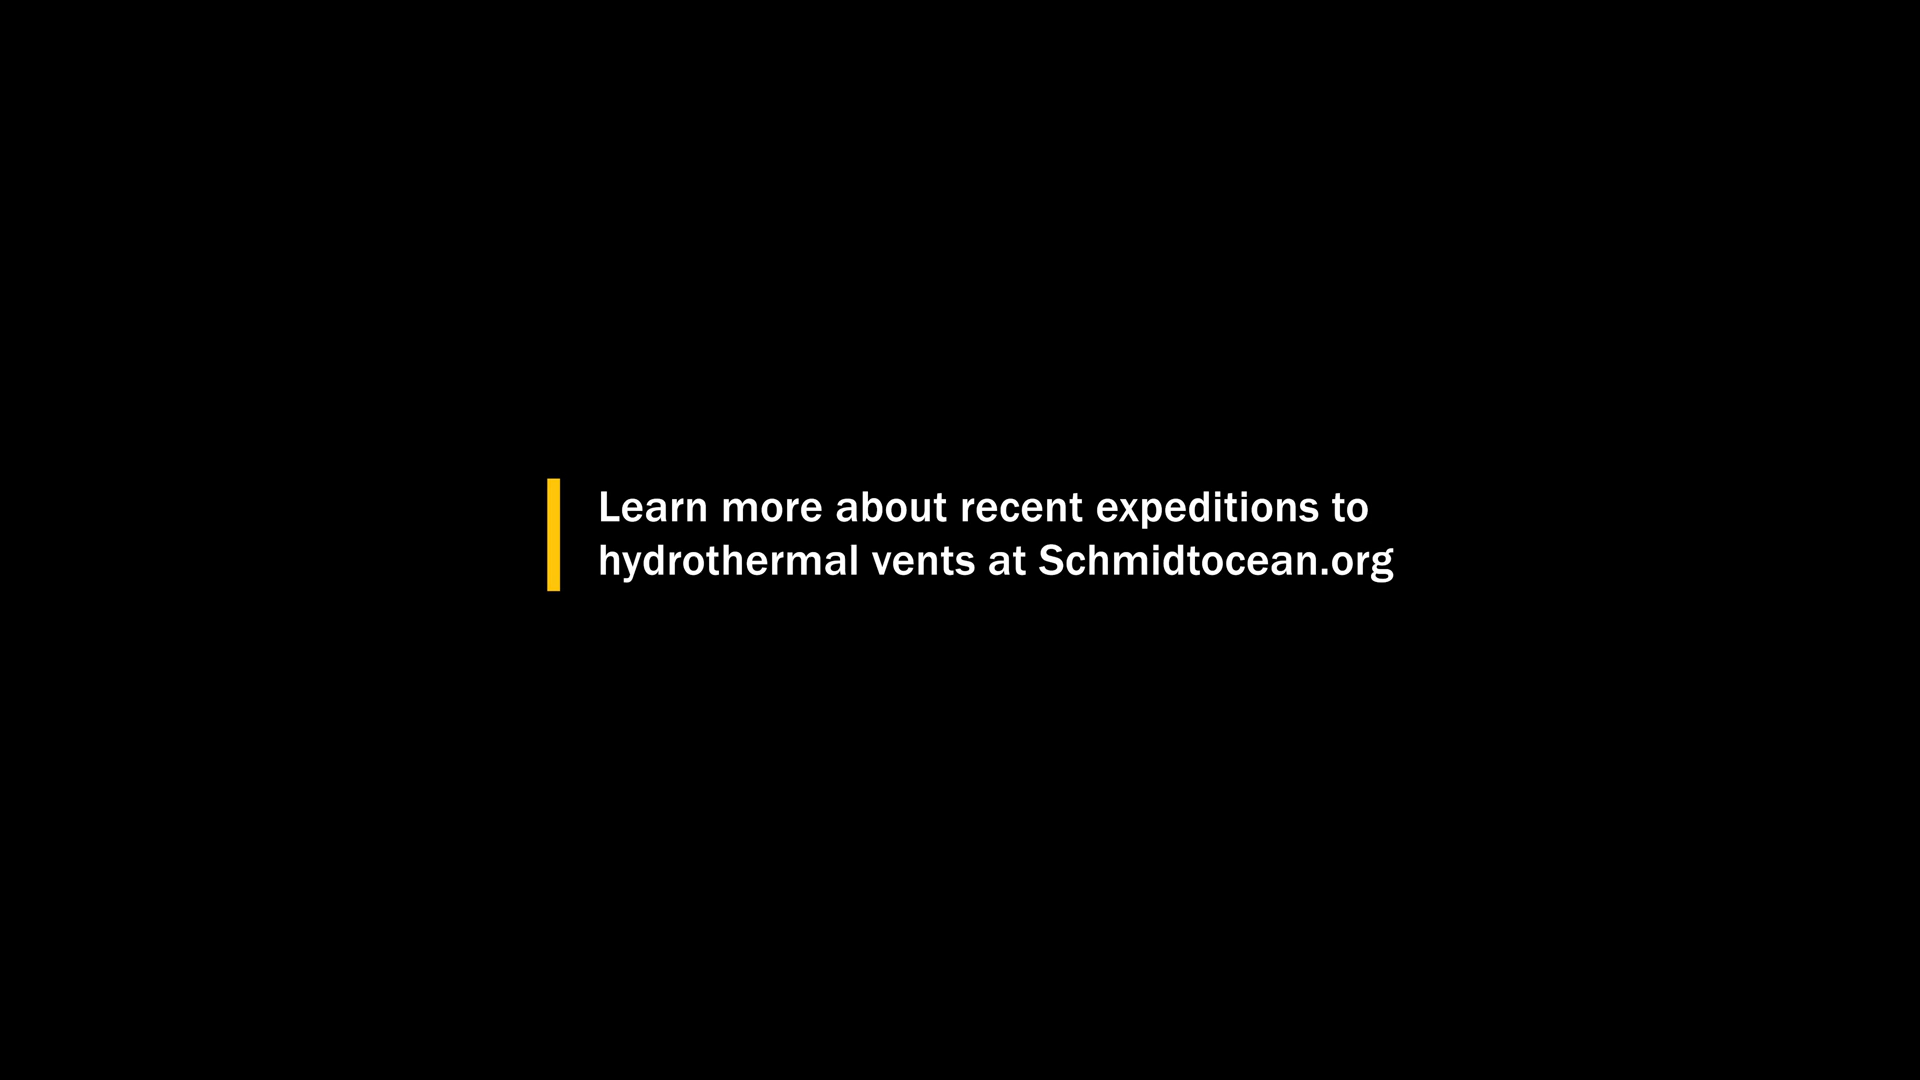 Learn more about recent expeditions to
hydrothermal vents at Schmidtocean.org